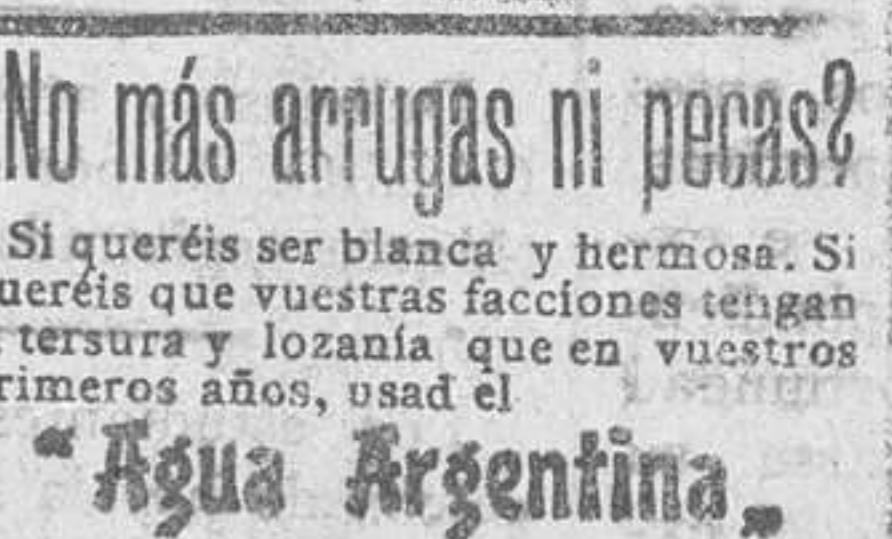 No más arrugas ni pecas?
Si queréis ser blanca y hermosa. Si
ueréis que vuestras facciones tengan
tersura y lozanía que en vuestros
rimeros años, usad el
"Agua Argentina„